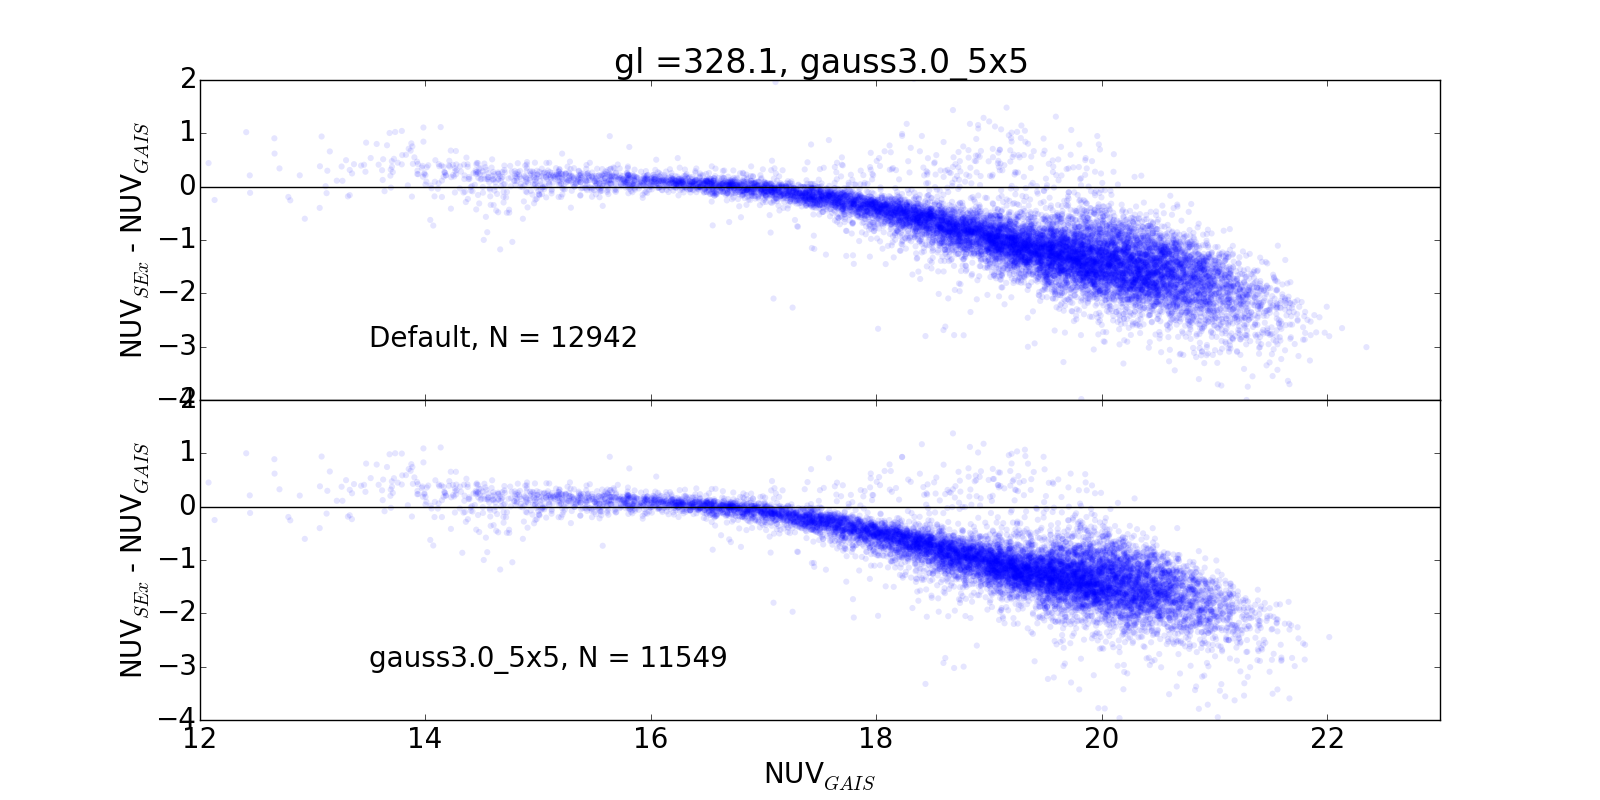 gl =328.1, gauss3.0_5x5
2
1
0
−1
−2
−3
−4
NUV_SEx - NUV_GAIS
Default, N = 12942
2
1
0
−1
−2
−3
−4
NUV_SEx - NUV_GAIS
gauss3.0_5x5, N = 11549
12 14 16 18 20 22
NUV_GAIS